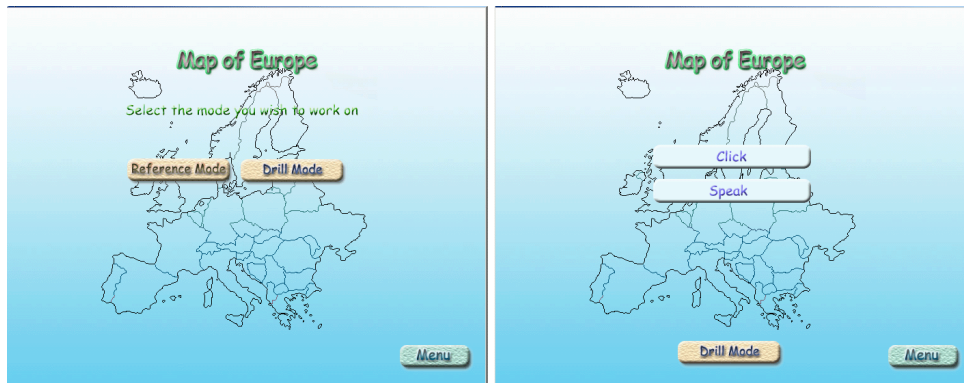 Map of Europe
Select the mode you wish to work on
Reference Mode
Drill Mode
Menu
Map of Europe
Click
Speak
Drill Mode
Menu